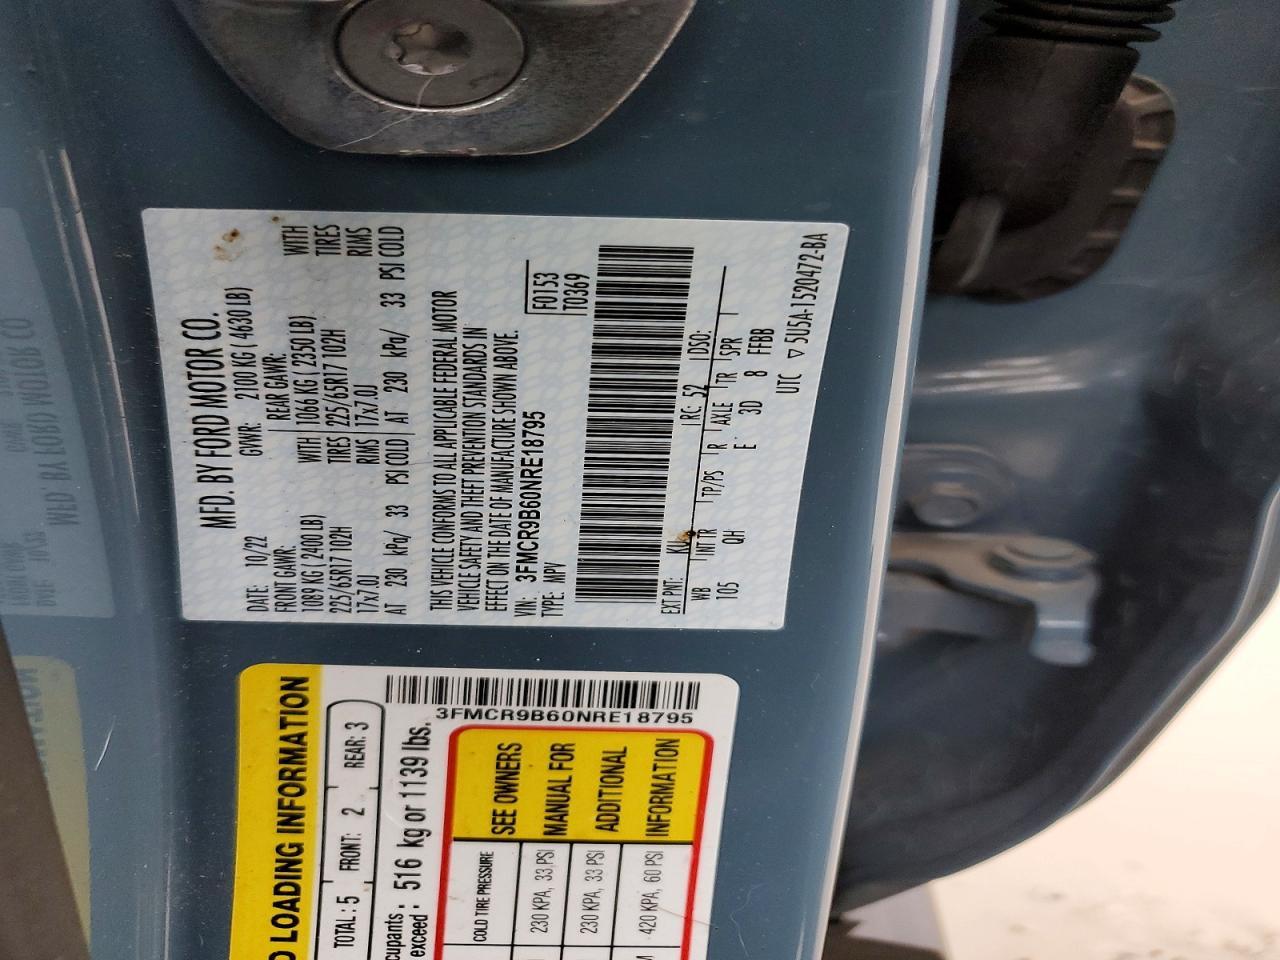 MFD. BY FORD MOTOR CO.
DATE: 10/22 GVWR: 2100 KG ( 4630 LB)
FRONT GAWR: REAR GAWR:
1089 KG ( 2400 LB) WITH 1066 KG ( 2350 LB) WITH
225/65R17 102H TIRES 225/65R17 102H TIRES
17x7.0J RIMS 17x7.0J RIMS
AT 230 kPa/ 33 PSI COLD AT 230 kPa/ 33 PSI COLD
THIS VEHICLE CONFORMS TO ALL APPLICABLE FEDERAL MOTOR
VEHICLE SAFETY AND THEFT PREVENTION STANDARDS IN
EFFECT ON THE DATE OF MANUFACTURE SHOWN ABOVE.
VIN: 3FMCR9B60NRE18795
TYPE: MPV
F0153
T0369
EXT PNT: RC: 52 DSO:
WB INT TR TP/PS R AXLE TR SPR
105 QH E 3D 8 FFBB
UTC ▽ 5U5A-1520472-BA
LOADING INFORMATION
TOTAL: 5 FRONT: 2 REAR: 3
cupants
exceed : 516 kg or 1139 lbs.
3FMCR9B60NRE18795
COLD TIRE PRESSURE
230 KPA, 33 PSI
230 KPA, 33 PSI
420 KPA, 60 PSI
SEE OWNERS
MANUAL FOR
ADDITIONAL
INFORMATION